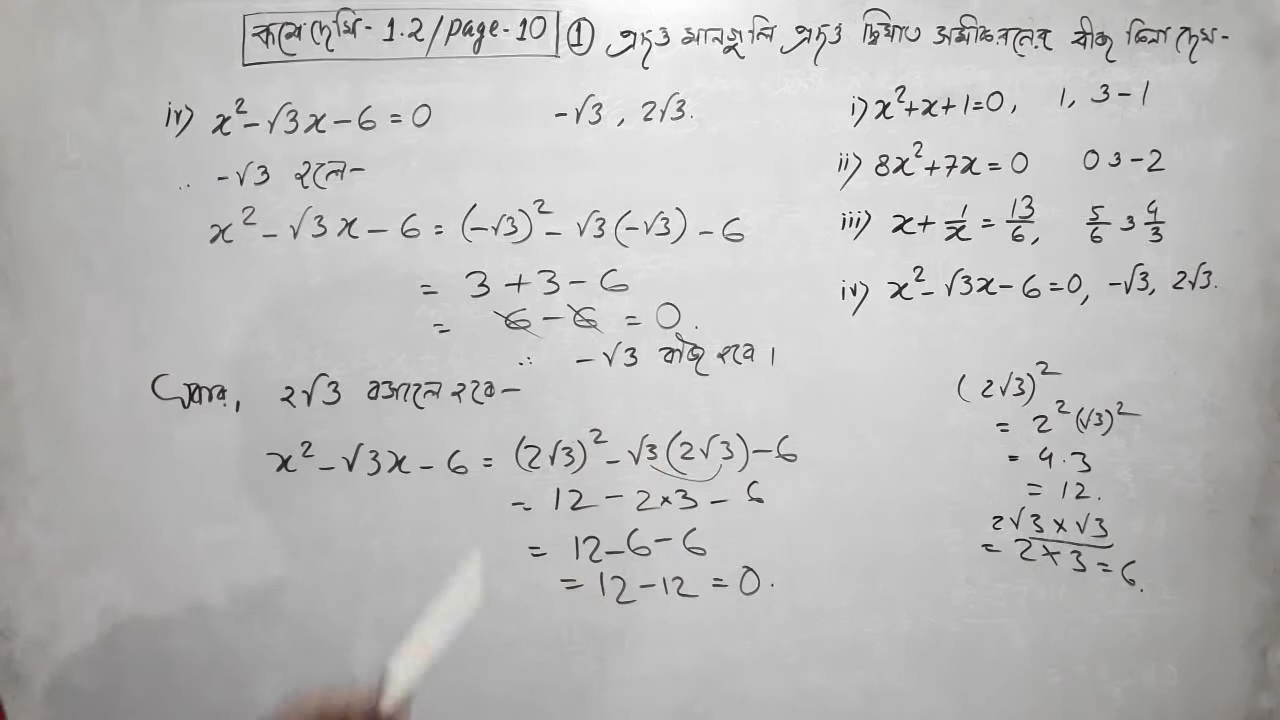 কষে দেখি - 1.2 / page - 10 ① প্রদত্ত মানগুলি প্রদত্ত দ্বিঘাত সমীকরণের বীজ কিনা দেখ -
iv) x² - √3x - 6 = 0 -√3 , 2√3.
∴ -√3 হলে -
x² - √3x - 6 = (-√3)² - √3(-√3) - 6
= 3 + 3 - 6
= 6 - 6 = 0.
∴ -√3 বীজ হবে।
আবার, 2√3 বসালে হবে -
x² - √3x - 6 = (2√3)² - √3(2√3) - 6
= 12 - 2×3 - 6
= 12 - 6 - 6
= 12 - 12 = 0.
i) x² + x + 1 = 0, 1, ও -1
ii) 8x² + 7x = 0 0 ও -2
iii) x + 1/x = 13/6, 5/6 ও 4/3
iv) x² - √3x - 6 = 0, -√3, 2√3.
(2√3)²
= 2² (√3)²
= 4.3
= 12.
2√3 × √3
= 2 × 3 = 6.